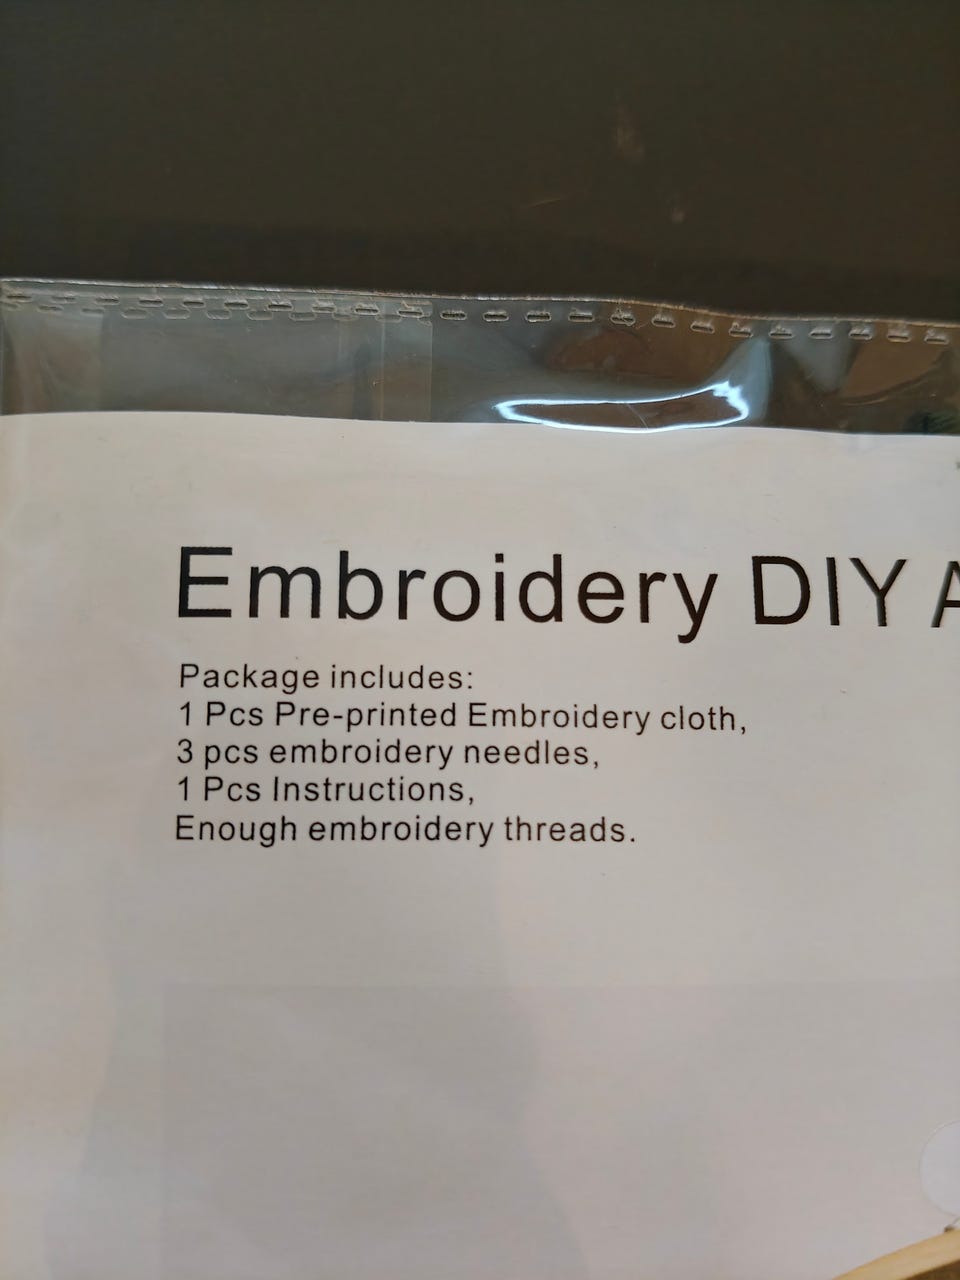 Embroidery DIY A
Package includes:
1 Pcs Pre-printed Embroidery cloth,
3 pcs embroidery needles,
1 Pcs Instructions,
Enough embroidery threads.